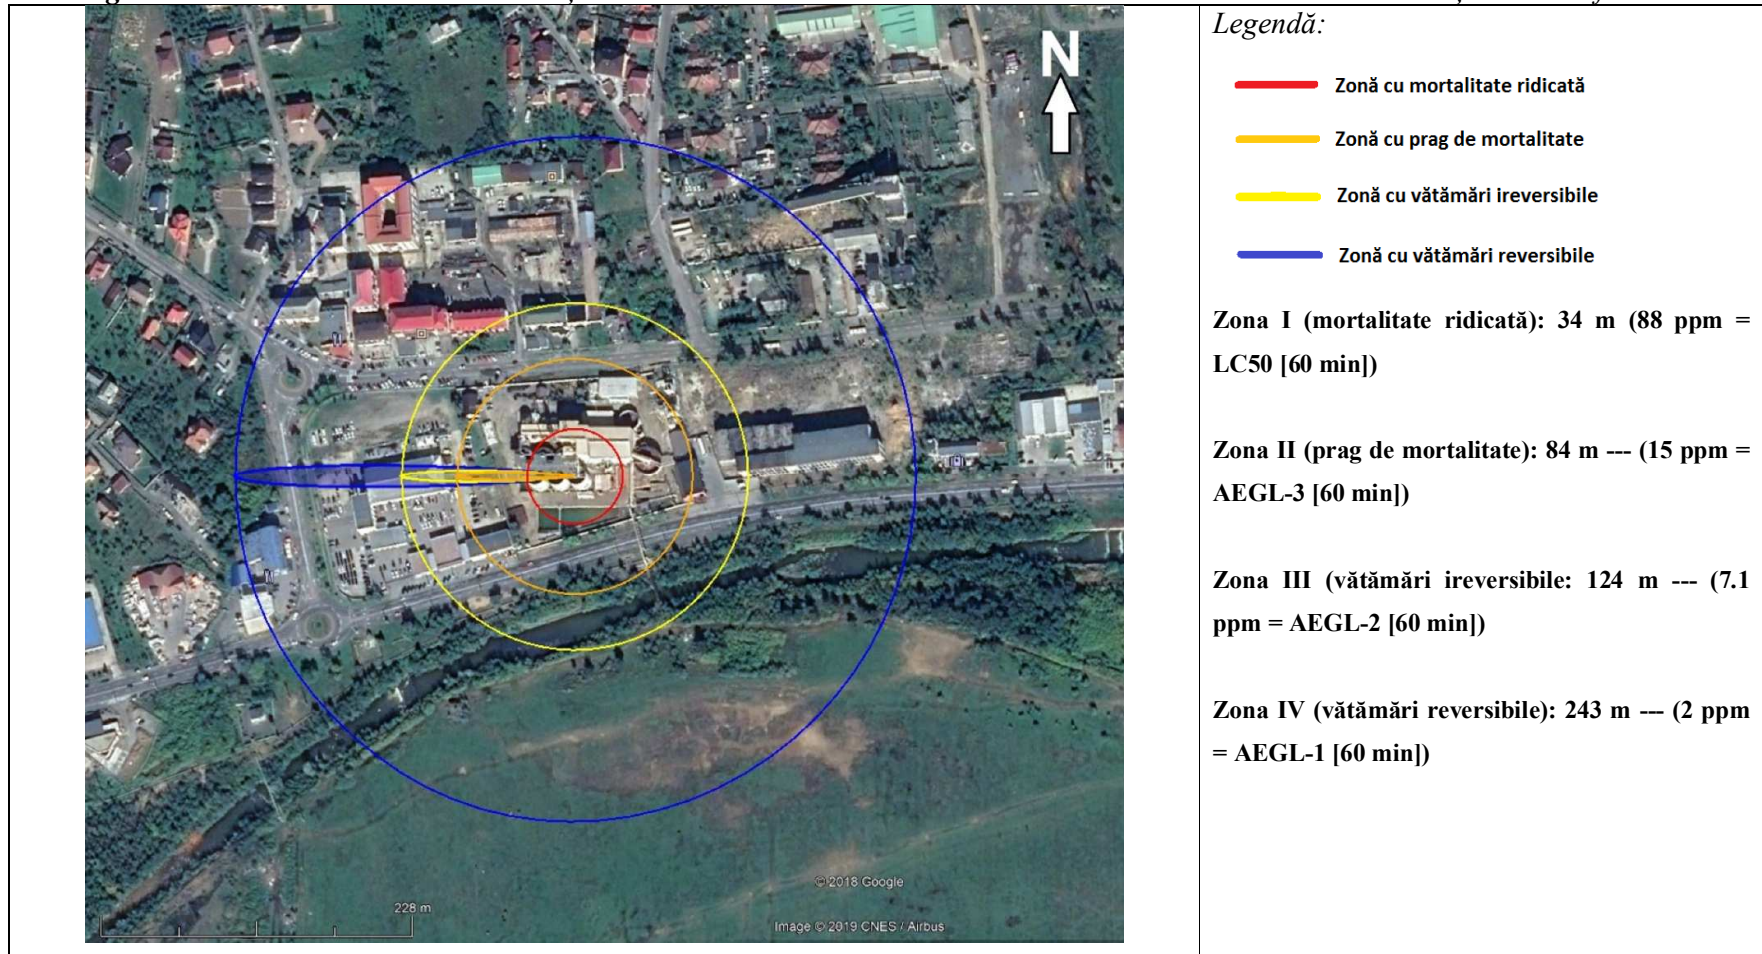 Legendă:
N
Zonă cu mortalitate ridicată
Zonă cu prag de mortalitate
Zonă cu vătămări ireversibile
Zonă cu vătămări reversibile
Zona I (mortalitate ridicată): 34 m (88 ppm =
LC50 [60 min])
Zona II (prag de mortalitate): 84 m --- (15 ppm =
AEGL-3 [60 min])
Zona III (vătămări ireversibile: 124 m --- (7.1
ppm = AEGL-2 [60 min])
Zona IV (vătămări reversibile): 243 m --- (2 ppm
= AEGL-1 [60 min])
© 2018 Google
228 m
Image © 2019 CNES / Airbus